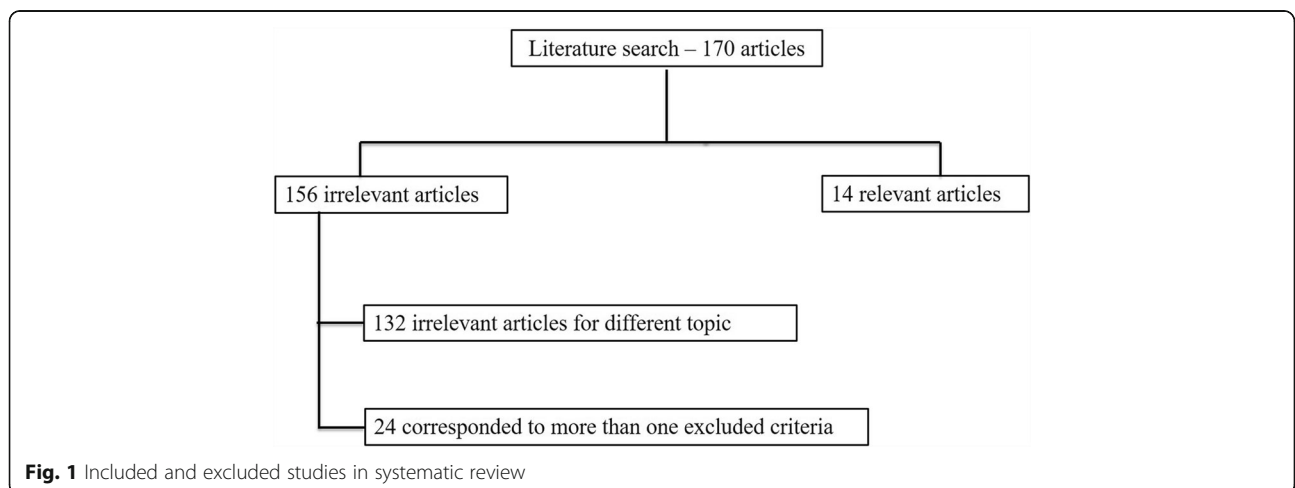 Literature search – 170 articles
156 irrelevant articles
14 relevant articles
132 irrelevant articles for different topic
24 corresponded to more than one excluded criteria
Fig. 1 Included and excluded studies in systematic review